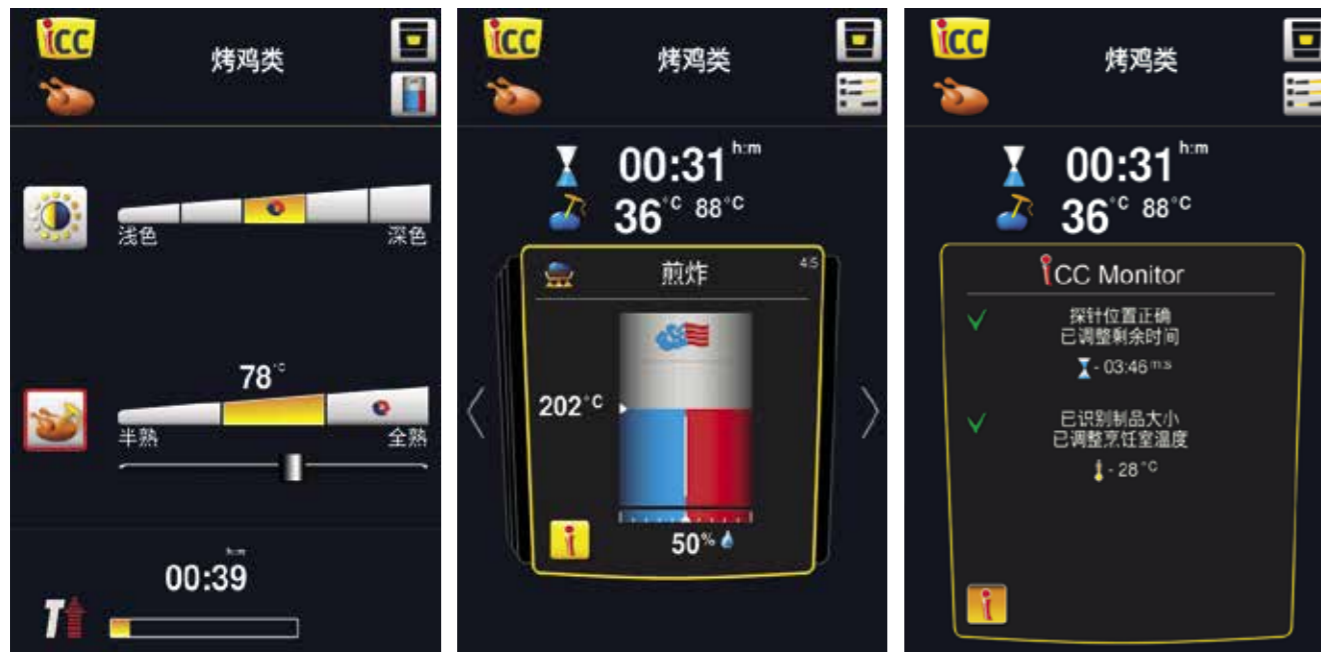 iCC
烤鸡类
浅色 深色
78°C
半熟 全熟
h:m
00:39
T
iCC
烤鸡类
00:31 h:m
36°C 88°C
煎炸 4:5
202°C
i
50%
iCC
烤鸡类
00:31 h:m
36°C 88°C
iCC Monitor
探针位置正确
已调整剩余时间
- 03:46 m:s
已识别制品大小
已调整烹饪室温度
- 28°C
i